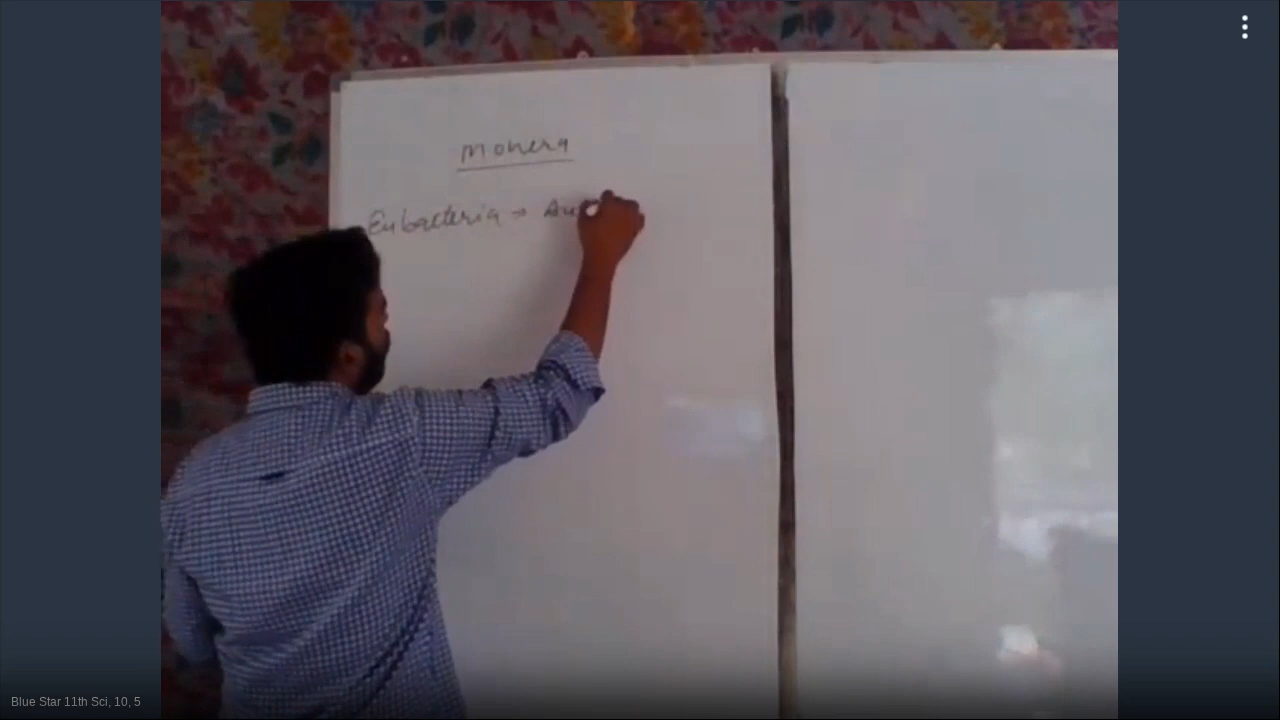 Monera
Eubacteria →
Blue Star 11th Sci, 10, 5